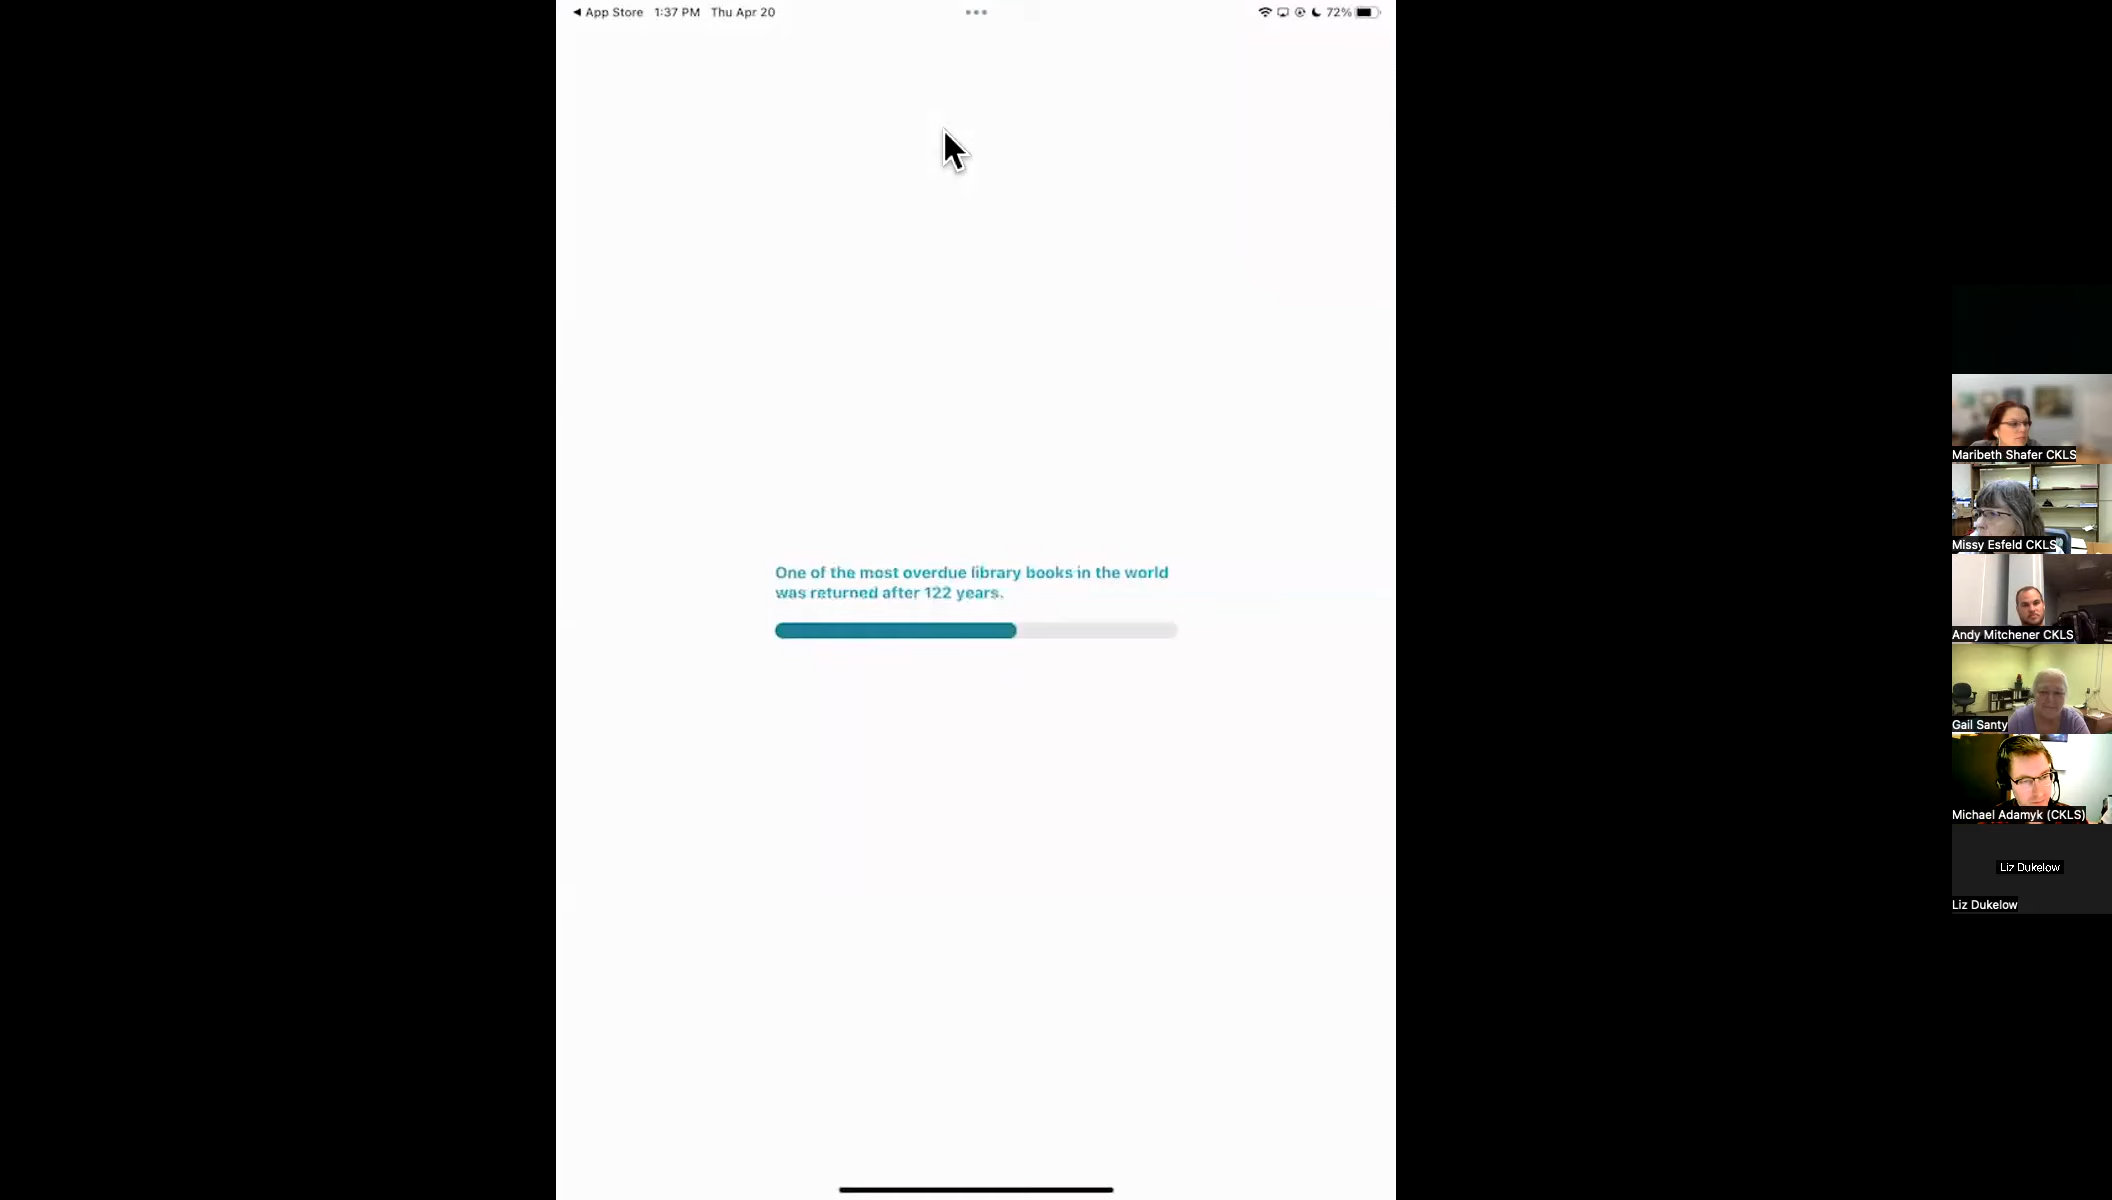 ◀ App Store 1:37 PM Thu Apr 20
72%
One of the most overdue library books in the world
was returned after 122 years.
Maribeth Shafer CKLS
Missy Esfeld CKLS
Andy Mitchener CKLS
Gail Santy
Michael Adamyk (CKLS)
Liz Dukelow
Liz Dukelow